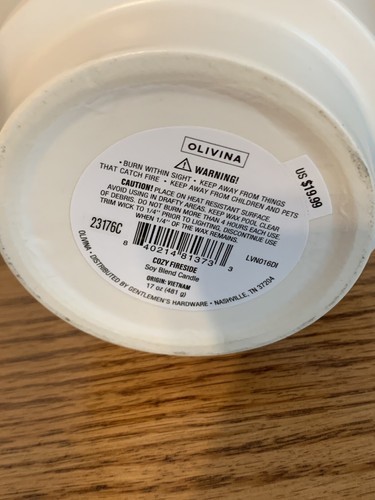 OLIVINA
WARNING!
• BURN WITHIN SIGHT • KEEP AWAY FROM THINGS
THAT CATCH FIRE • KEEP AWAY FROM CHILDREN AND PETS
CAUTION! PLACE ON HEAT RESISTANT SURFACE.
AVOID USING IN DRAFTY AREAS. KEEP WAX POOL CLEAR
OF DEBRIS. DO NOT BURN MORE THAN 4 HOURS EACH USE
TRIM WICK TO 1/4" PRIOR TO LIGHTING, DISCONTINUE USE
WHEN 1/4" OF THE WAX REMAINS.
US $19.99
23176C
8 40214 81373 3
LVN016DI
COZY FIRESIDE
Soy Blend Candle
ORIGIN: VIETNAM
17 oz (481 g)
OLIVINA • DISTRIBUTED BY GENTLEMEN'S HARDWARE • NASHVILLE, TN 37204